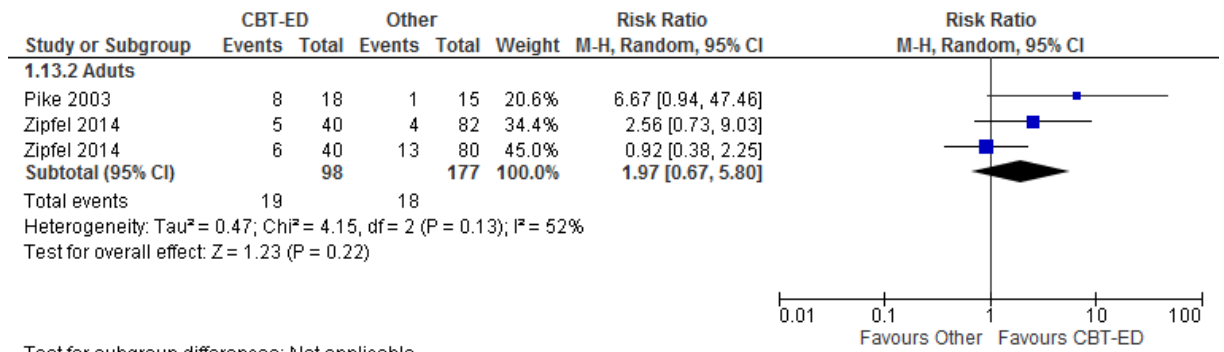 CBT-ED Other Risk Ratio Risk Ratio
Study or Subgroup Events Total Events Total Weight M-H, Random, 95% CI M-H, Random, 95% CI
1.13.2 Aduts
Pike 2003 8 18 1 15 20.6% 6.67 [0.94, 47.46]
Zipfel 2014 5 40 4 82 34.4% 2.56 [0.73, 9.03]
Zipfel 2014 6 40 13 80 45.0% 0.92 [0.38, 2.25]
Subtotal (95% CI) 98 177 100.0% 1.97 [0.67, 5.80]
Total events 19 18
Heterogeneity: Tau² = 0.47; Chi² = 4.15, df = 2 (P = 0.13); I² = 52%
Test for overall effect: Z = 1.23 (P = 0.22)
0.01 0.1 1 10 100
Favours Other Favours CBT-ED
Test for subgroup differences: Not applicable